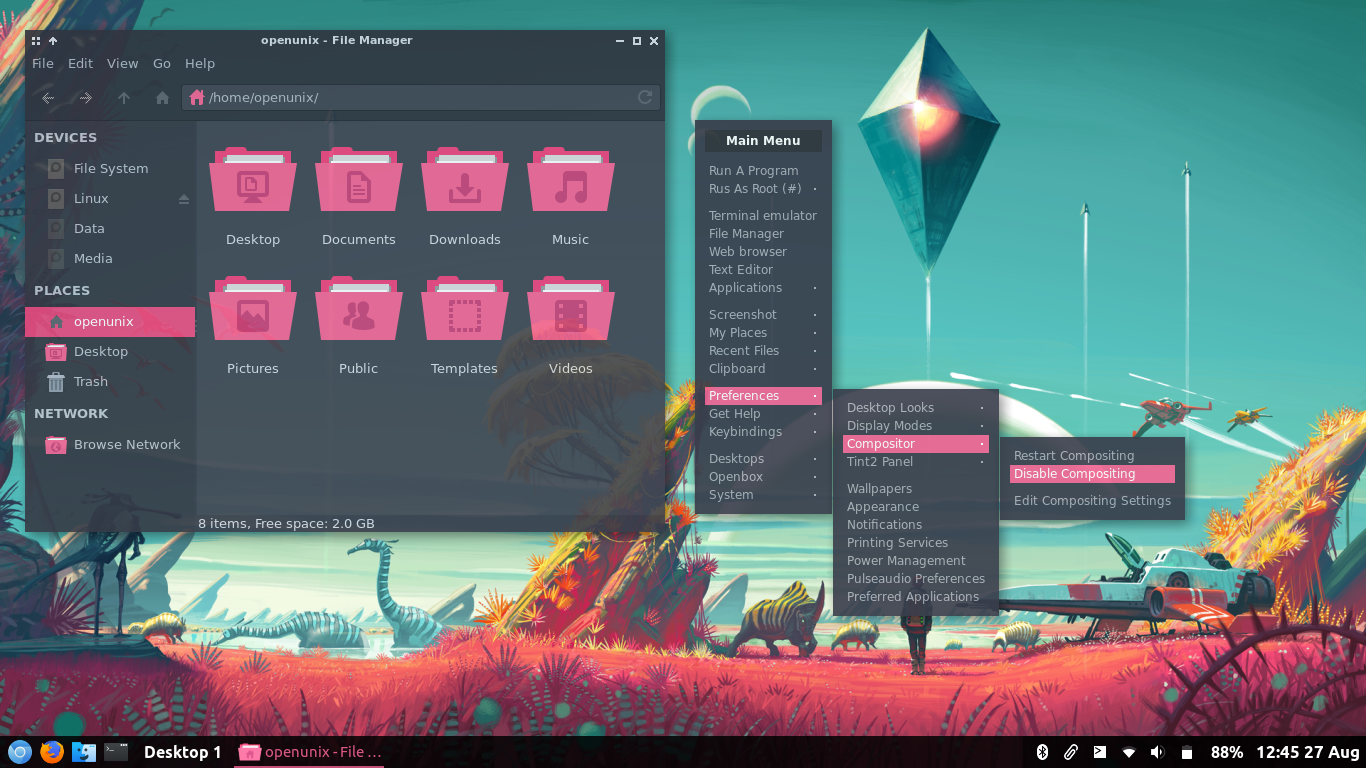 openunix - File Manager
File Edit View Go Help
/home/openunix/
DEVICES
File System
Linux
Data
Media
PLACES
openunix
Desktop
Trash
NETWORK
Browse Network
Desktop Documents Downloads Music
Pictures Public Templates Videos
8 items, Free space: 2.0 GB
Main Menu
Run A Program
Rus As Root (#)
Terminal emulator
File Manager
Web browser
Text Editor
Applications
Screenshot
My Places
Recent Files
Clipboard
Preferences
Get Help
Keybindings
Desktops
Openbox
System
Desktop Looks
Display Modes
Compositor
Tint2 Panel
Wallpapers
Appearance
Notifications
Printing Services
Power Management
Pulseaudio Preferences
Preferred Applications
Restart Compositing
Disable Compositing
Edit Compositing Settings
Desktop 1 openunix - File ... 88% 12:45 27 Aug